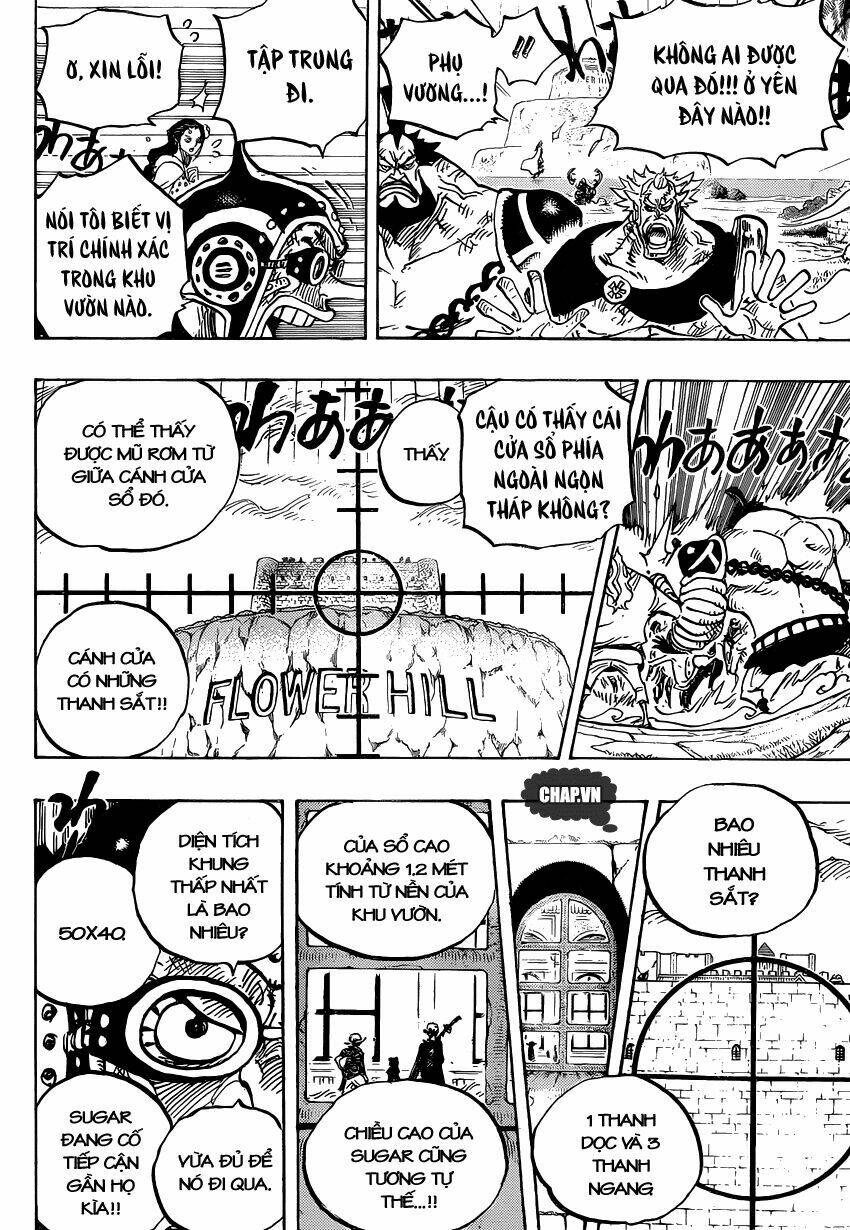 KHÔNG AI ĐƯỢC
QUA ĐÓ!!! Ở YÊN
ĐÂY NÀO!!
PHỤ
VƯƠNG...!
TẬP TRUNG
ĐI.
Ơ, XIN LỖI!
NÓI TÔI BIẾT VỊ
TRÍ CHÍNH XÁC
TRONG KHU
VƯỜN NÀO.
CẬU CÓ THẤY CÁI
CỬA SỔ PHÍA
NGOÀI NGỌN
THÁP KHÔNG?
THẤY.
CÓ THỂ THẤY
ĐƯỢC MŨ RƠM TỪ
GIỮA CÁNH CỬA
SỔ ĐÓ.
CÁNH CỬA
CÓ NHỮNG
THANH SẮT!!
FLOWER HILL
CHAP.VN
BAO
NHIÊU
THANH
SẮT?
1 THANH
DỌC VÀ 3
THANH
NGANG.
CỦA SỔ CAO
KHOẢNG 1,2 MÉT
TÍNH TỪ NỀN CỦA
KHU VƯỜN.
CHIỀU CAO CỦA
SUGAR CŨNG
TƯƠNG TỰ
THẾ...!!
DIỆN TÍCH
KHUNG
THẤP NHẤT
LÀ BAO
NHIÊU?
50X40.
VỪA ĐỦ ĐỂ
NÓ ĐI QUA.
SUGAR
ĐANG CỐ
TIẾP CẬN
GẦN HỌ
KÌA!!